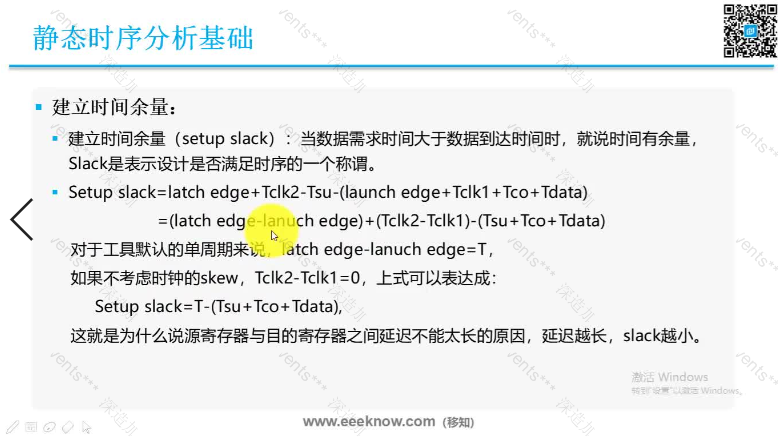 静态时序分析基础
建立时间余量：
建立时间余量（setup slack）：当数据需求时间大于数据到达时间时，就说时间有余量，
Slack是表示设计是否满足时序的一个称谓。
Setup slack=latch edge+Tclk2-Tsu-(launch edge+Tclk1+Tco+Tdata)
=(latch edge-lanuch edge)+(Tclk2-Tclk1)-(Tsu+Tco+Tdata)
对于工具默认的单周期来说，latch edge-lanuch edge=T，
如果不考虑时钟的skew，Tclk2-Tclk1=0，上式可以表达成：
Setup slack=T-(Tsu+Tco+Tdata),
这就是为什么说源寄存器与目的寄存器之间延迟不能太长的原因，延迟越长，slack越小。
激活 Windows
转到"设置"以激活 Windows。
www.eeeknow.com（移知）